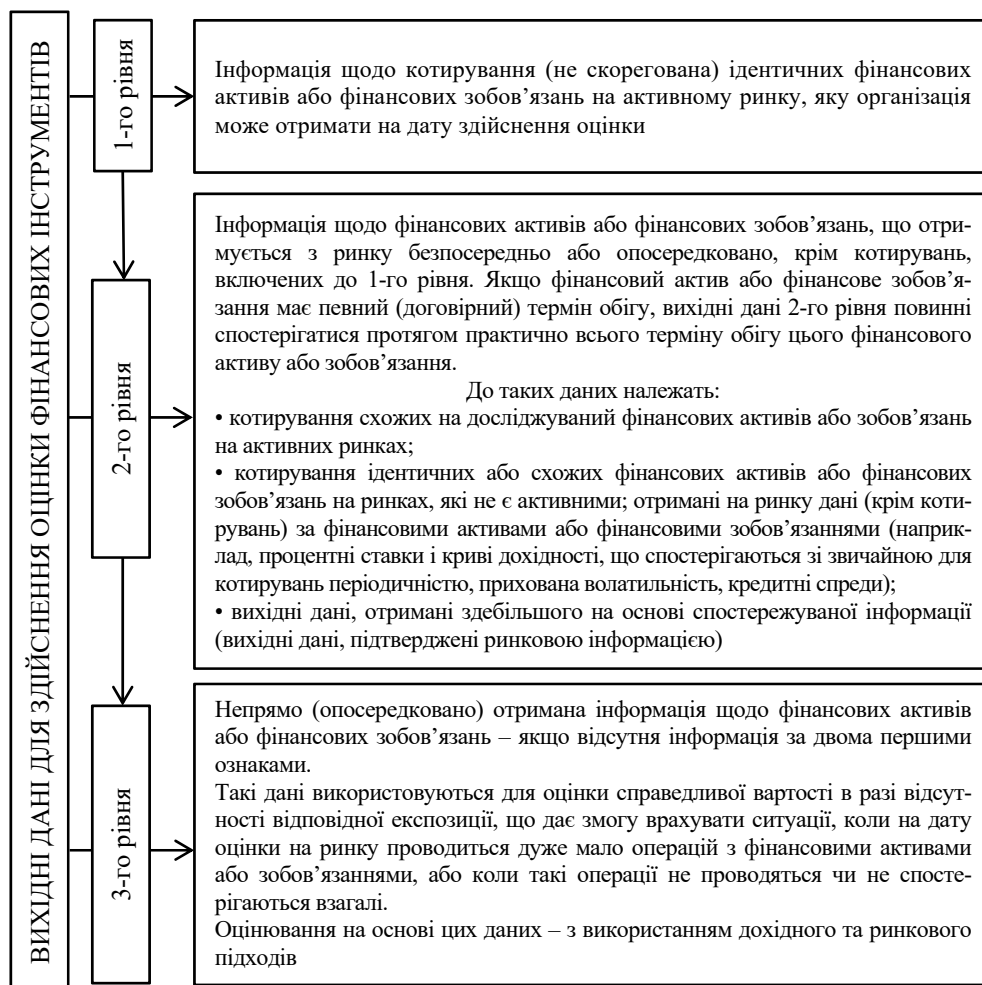 ВИХІДНІ ДАНІ ДЛЯ ЗДІЙСНЕННЯ ОЦІНКИ ФІНАНСОВИХ ІНСТРУМЕНТІВ
1-го рівня
Інформація щодо котирування (не скорегована) ідентичних фінансових
активів або фінансових зобов’язань на активному ринку, яку організація
може отримати на дату здійснення оцінки
2-го рівня
Інформація щодо фінансових активів або фінансових зобов’язань, що отри-
мується з ринку безпосередньо або опосередковано, крім котирувань,
включених до 1-го рівня. Якщо фінансовий актив або фінансове зобов’я-
зання має певний (договірний) термін обігу, вихідні дані 2-го рівня повинні
спостерігатися протягом практично всього терміну обігу цього фінансового
активу або зобов’язання.
До таких даних належать:
• котирування схожих на досліджуваний фінансових активів або зобов’язань
на активних ринках;
• котирування ідентичних або схожих фінансових активів або фінансових
зобов’язань на ринках, які не є активними; отримані на ринку дані (крім коти-
рувань) за фінансовими активами або фінансовими зобов’язаннями (наприк-
лад, процентні ставки і криві дохідності, що спостерігаються зі звичайною для
котирувань періодичністю, прихована волатильність, кредитні спреди);
• вихідні дані, отримані здебільшого на основі спостережуваної інформації
(вихідні дані, підтверджені ринковою інформацією)
3-го рівня
Непрямо (опосередковано) отримана інформація щодо фінансових активів
або фінансових зобов’язань – якщо відсутня інформація за двома першими
ознаками.
Такі дані використовуються для оцінки справедливої вартості в разі відсут-
ності відповідної експозиції, що дає змогу врахувати ситуації, коли на дату
оцінки на ринку проводиться дуже мало операцій з фінансовими активами
або зобов’язаннями, або коли такі операції не проводяться чи не спосте-
рігаються взагалі.
Оцінювання на основі цих даних – з використанням дохідного та ринкового
підходів